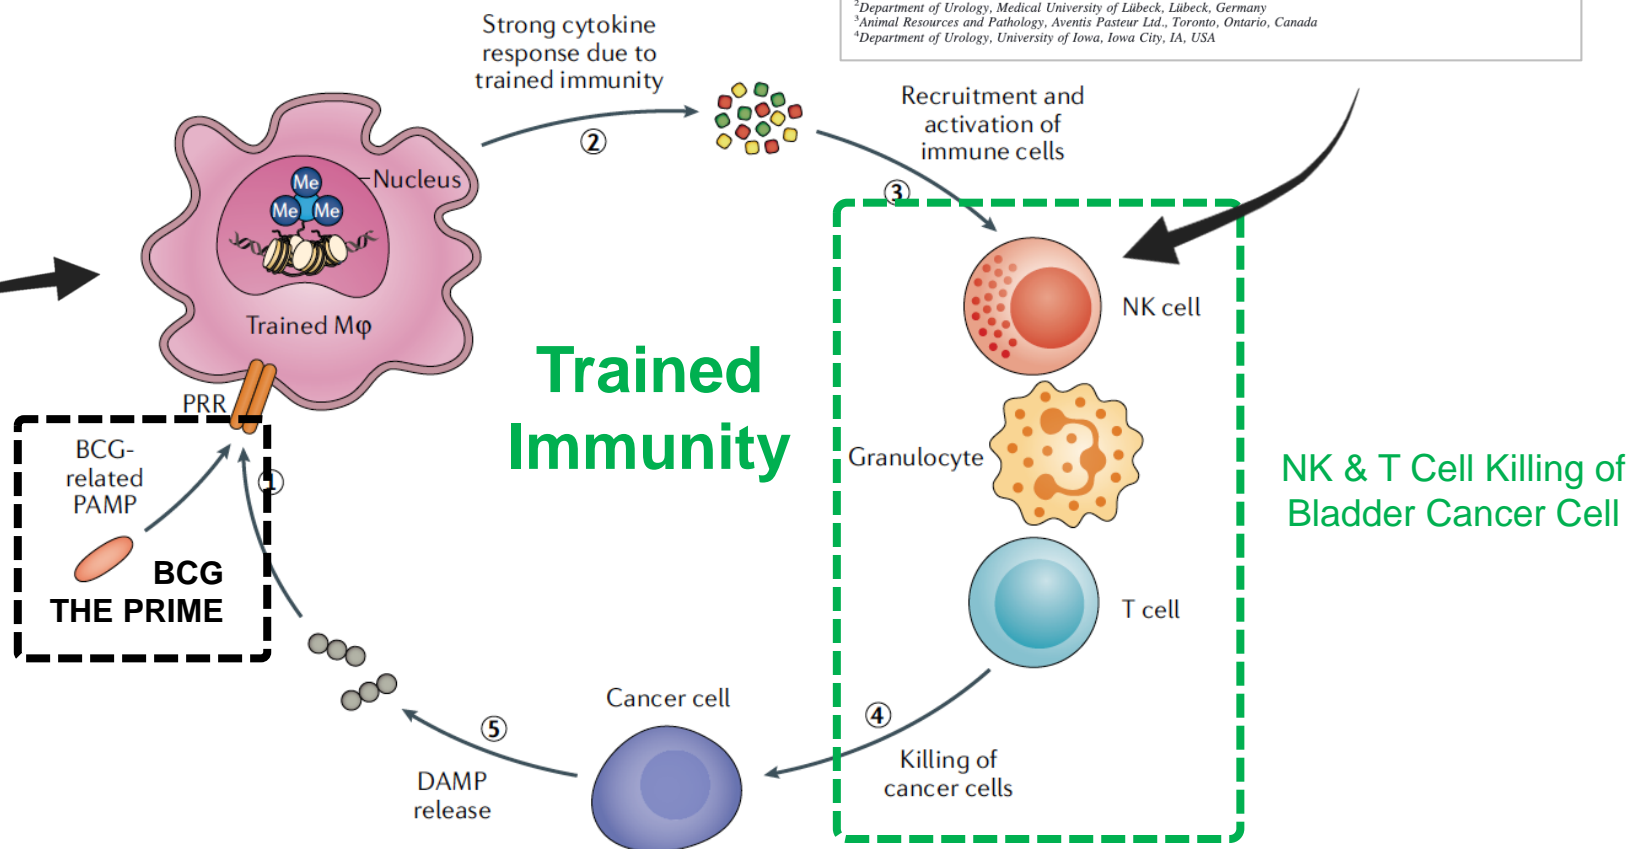 ²Department of Urology, Medical University of Lübeck, Lübeck, Germany
³Animal Resources and Pathology, Aventis Pasteur Ltd., Toronto, Ontario, Canada
⁴Department of Urology, University of Iowa, Iowa City, IA, USA
Strong cytokine
response due to
trained immunity
②
Recruitment and
activation of
immune cells
③
Me
Me Me
Nucleus
Trained Mφ
PRR
BCG-
related
PAMP
①
BCG
THE PRIME
Trained
Immunity
NK cell
Granulocyte
T cell
NK & T Cell Killing of
Bladder Cancer Cell
④
Killing of
cancer cells
Cancer cell
⑤
DAMP
release